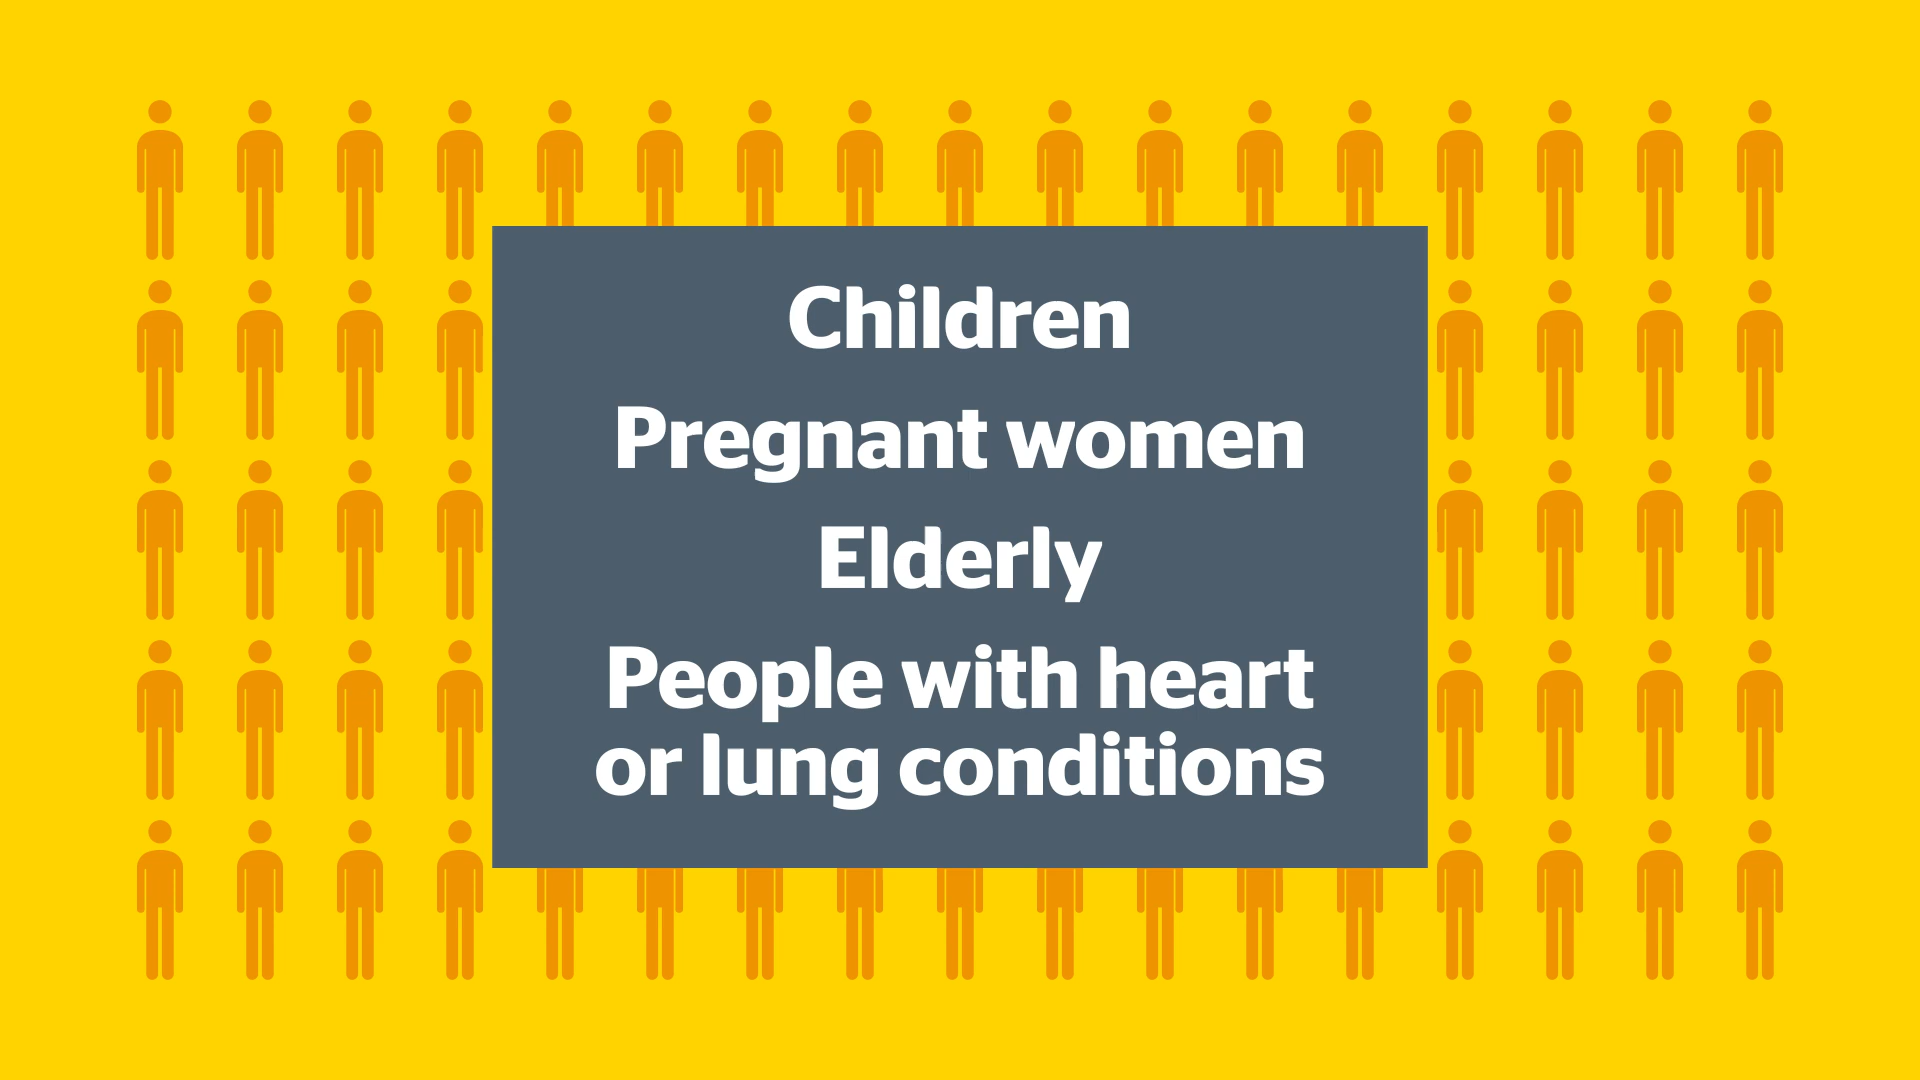 Children
Pregnant women
Elderly
People with heart
or lung conditions